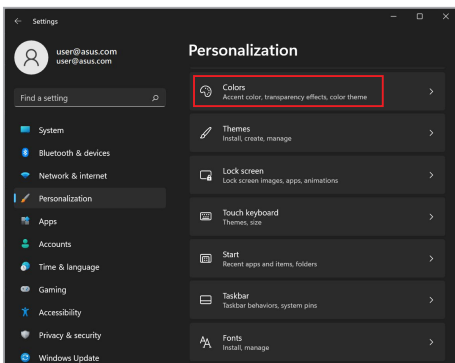 Settings
user@asus.com
user@asus.com
Find a setting
System
Bluetooth & devices
Network & internet
Personalization
Apps
Accounts
Time & language
Gaming
Accessibility
Privacy & security
Windows Update
Personalization
Colors
Accent color, transparency effects, color theme
Themes
Install, create, manage
Lock screen
Lock screen images, apps, animations
Touch keyboard
Themes, size
Start
Recent apps and items, folders
Taskbar
Taskbar behaviors, system pins
Fonts
Install, manage